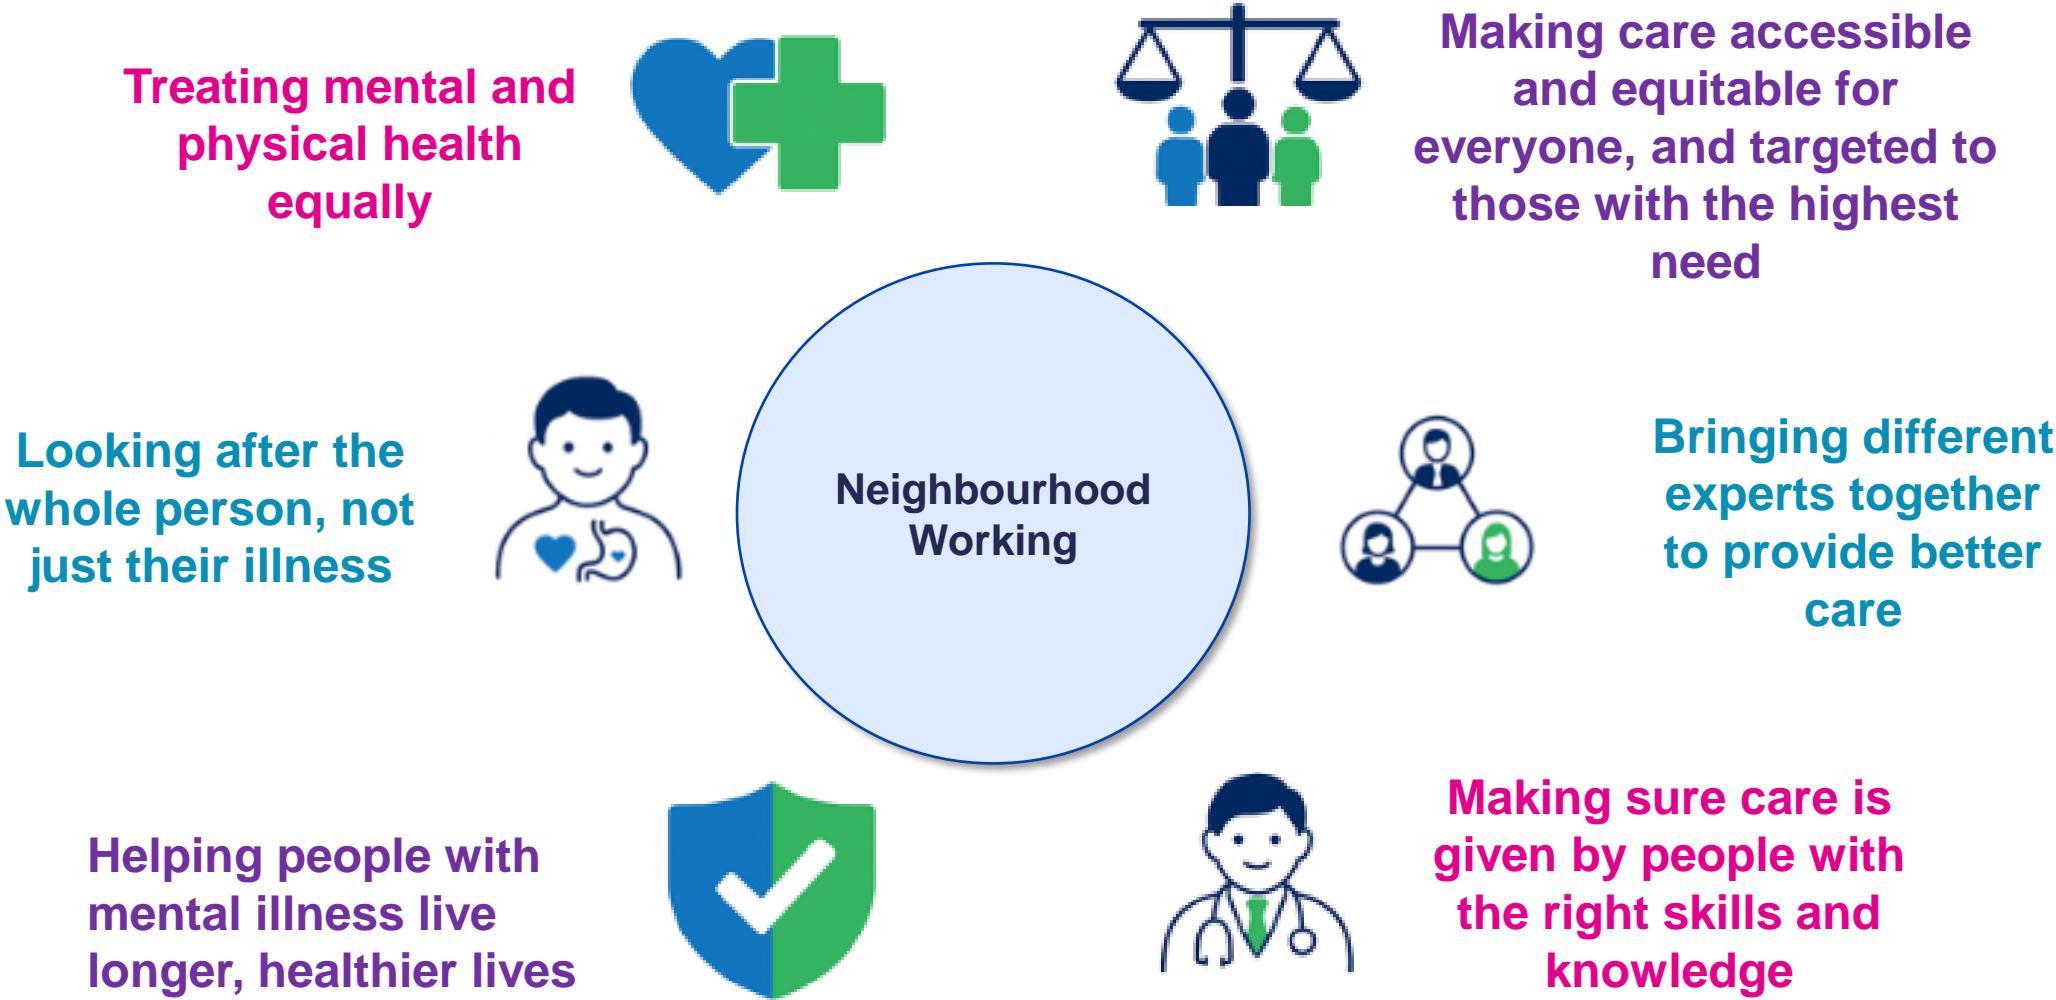 Treating mental and
physical health
equally
Making care accessible
and equitable for
everyone, and targeted to
those with the highest
need
Looking after the
whole person, not
just their illness
Neighbourhood
Working
Bringing different
experts together
to provide better
care
Helping people with
mental illness live
longer, healthier lives
Making sure care is
given by people with
the right skills and
knowledge